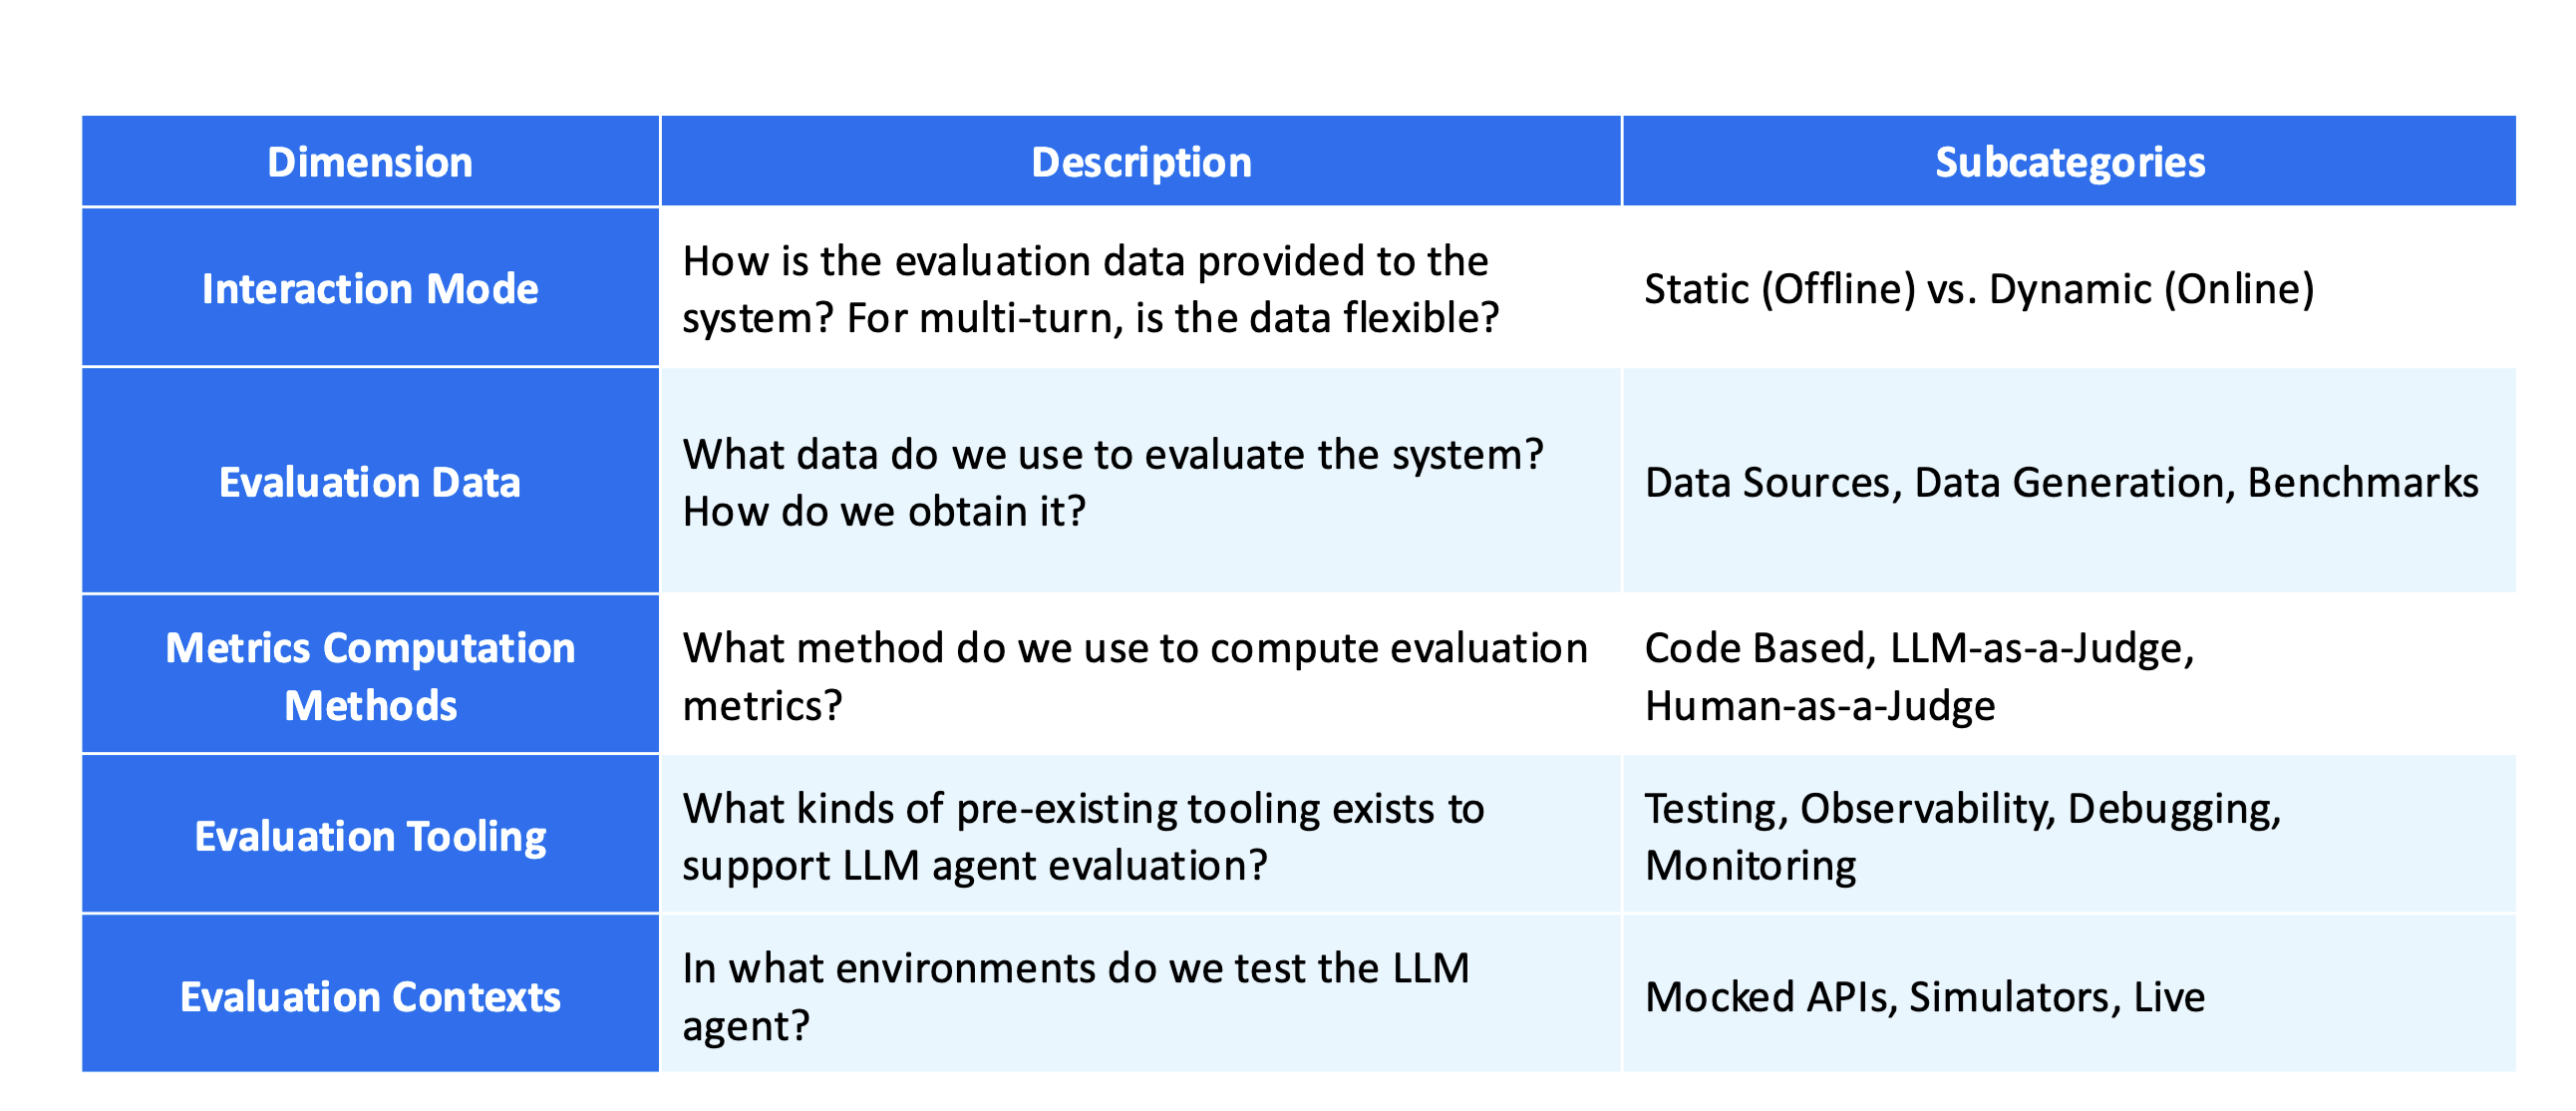 Dimension
Description
Subcategories
Interaction Mode
How is the evaluation data provided to the
system? For multi-turn, is the data flexible?
Static (Offline) vs. Dynamic (Online)
Evaluation Data
What data do we use to evaluate the system?
How do we obtain it?
Data Sources, Data Generation, Benchmarks
Metrics Computation
Methods
What method do we use to compute evaluation
metrics?
Code Based, LLM-as-a-Judge,
Human-as-a-Judge
Evaluation Tooling
What kinds of pre-existing tooling exists to
support LLM agent evaluation?
Testing, Observability, Debugging,
Monitoring
Evaluation Contexts
In what environments do we test the LLM
agent?
Mocked APIs, Simulators, Live